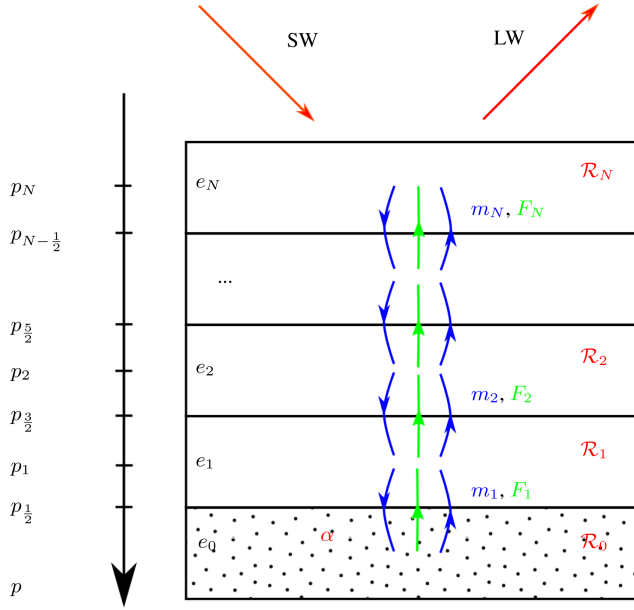 SW LW
p_N e_N R_N
m_N, F_N
p_{N-1/2}
...
p_{5/2}
p_2 e_2 R_2
m_2, F_2
p_{3/2}
p_1 e_1 R_1
m_1, F_1
p_{1/2}
e_0 α R_0
p